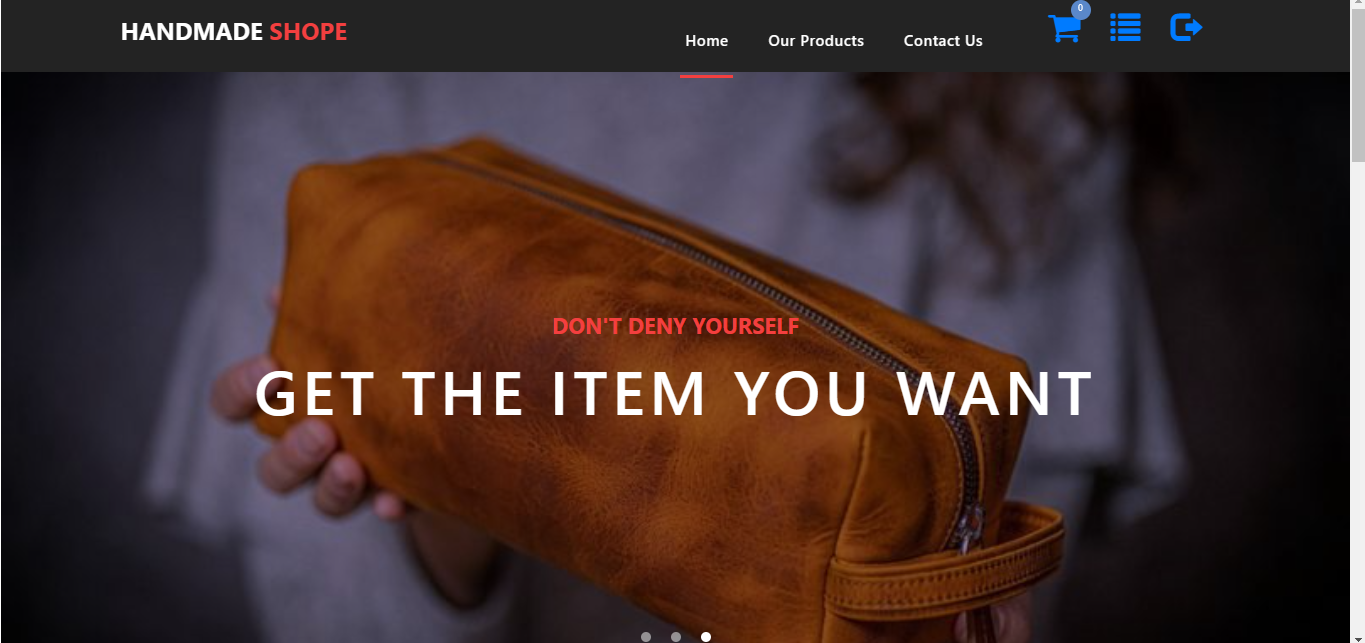 HANDMADE SHOPE
Home Our Products Contact Us
0
DON'T DENY YOURSELF
GET THE ITEM YOU WANT